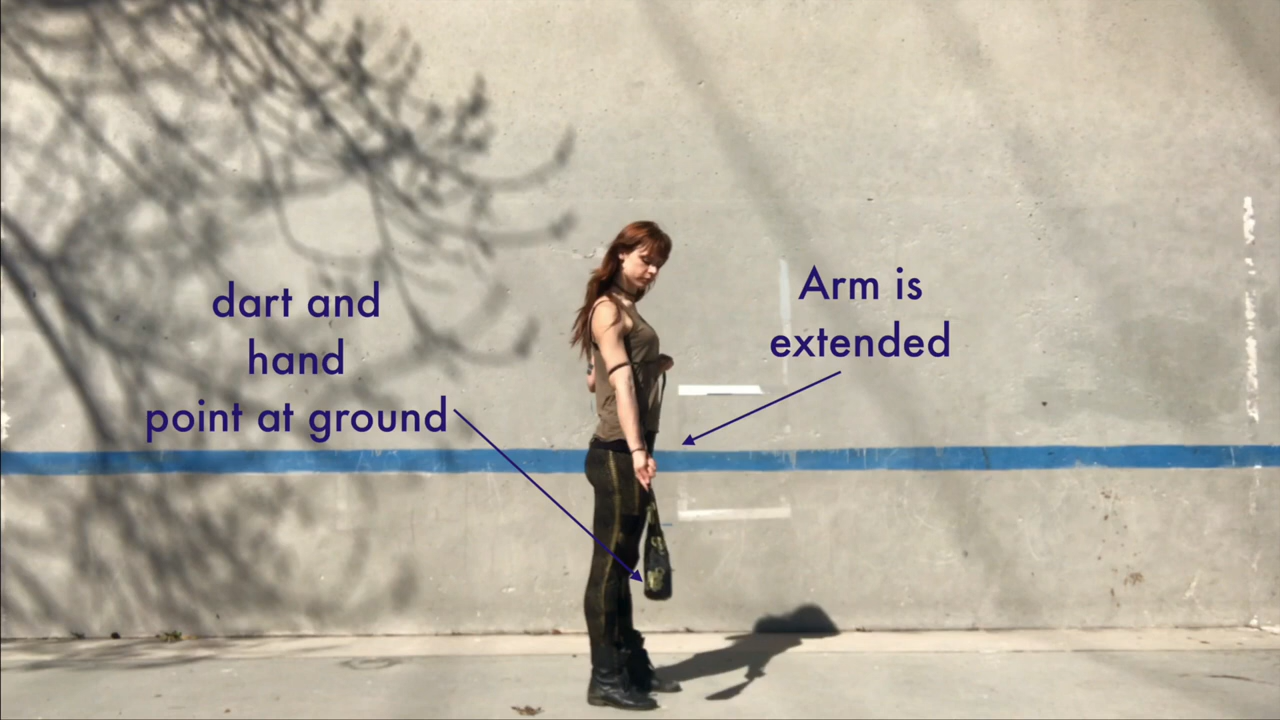 dart and
hand
point at ground
Arm is
extended